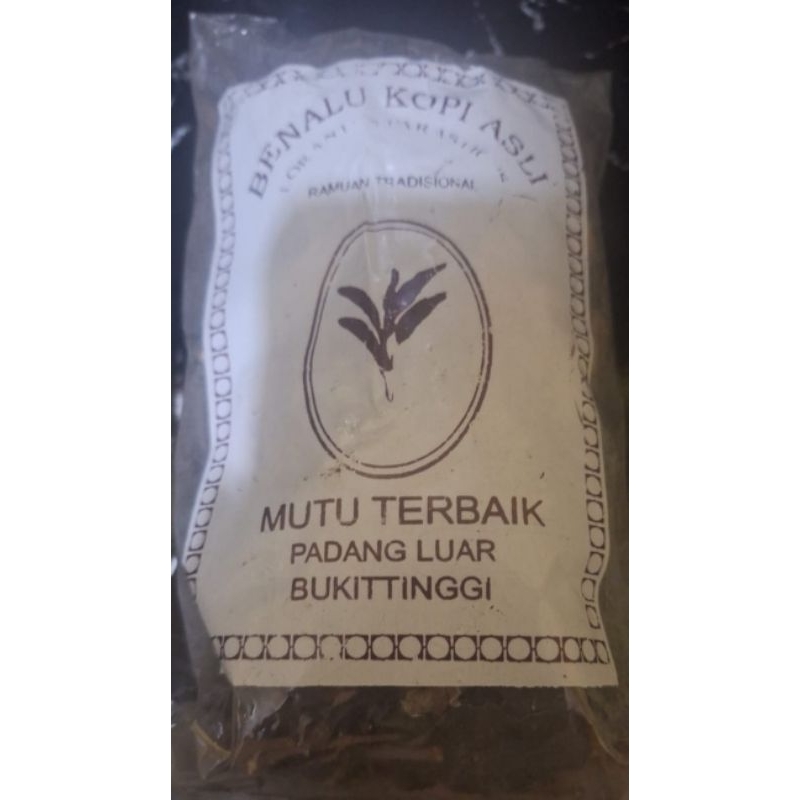 BENALU KOPI ASLI
RAMUAN TRADISIONAL
MUTU TERBAIK
PADANG LUAR
BUKITTINGGI